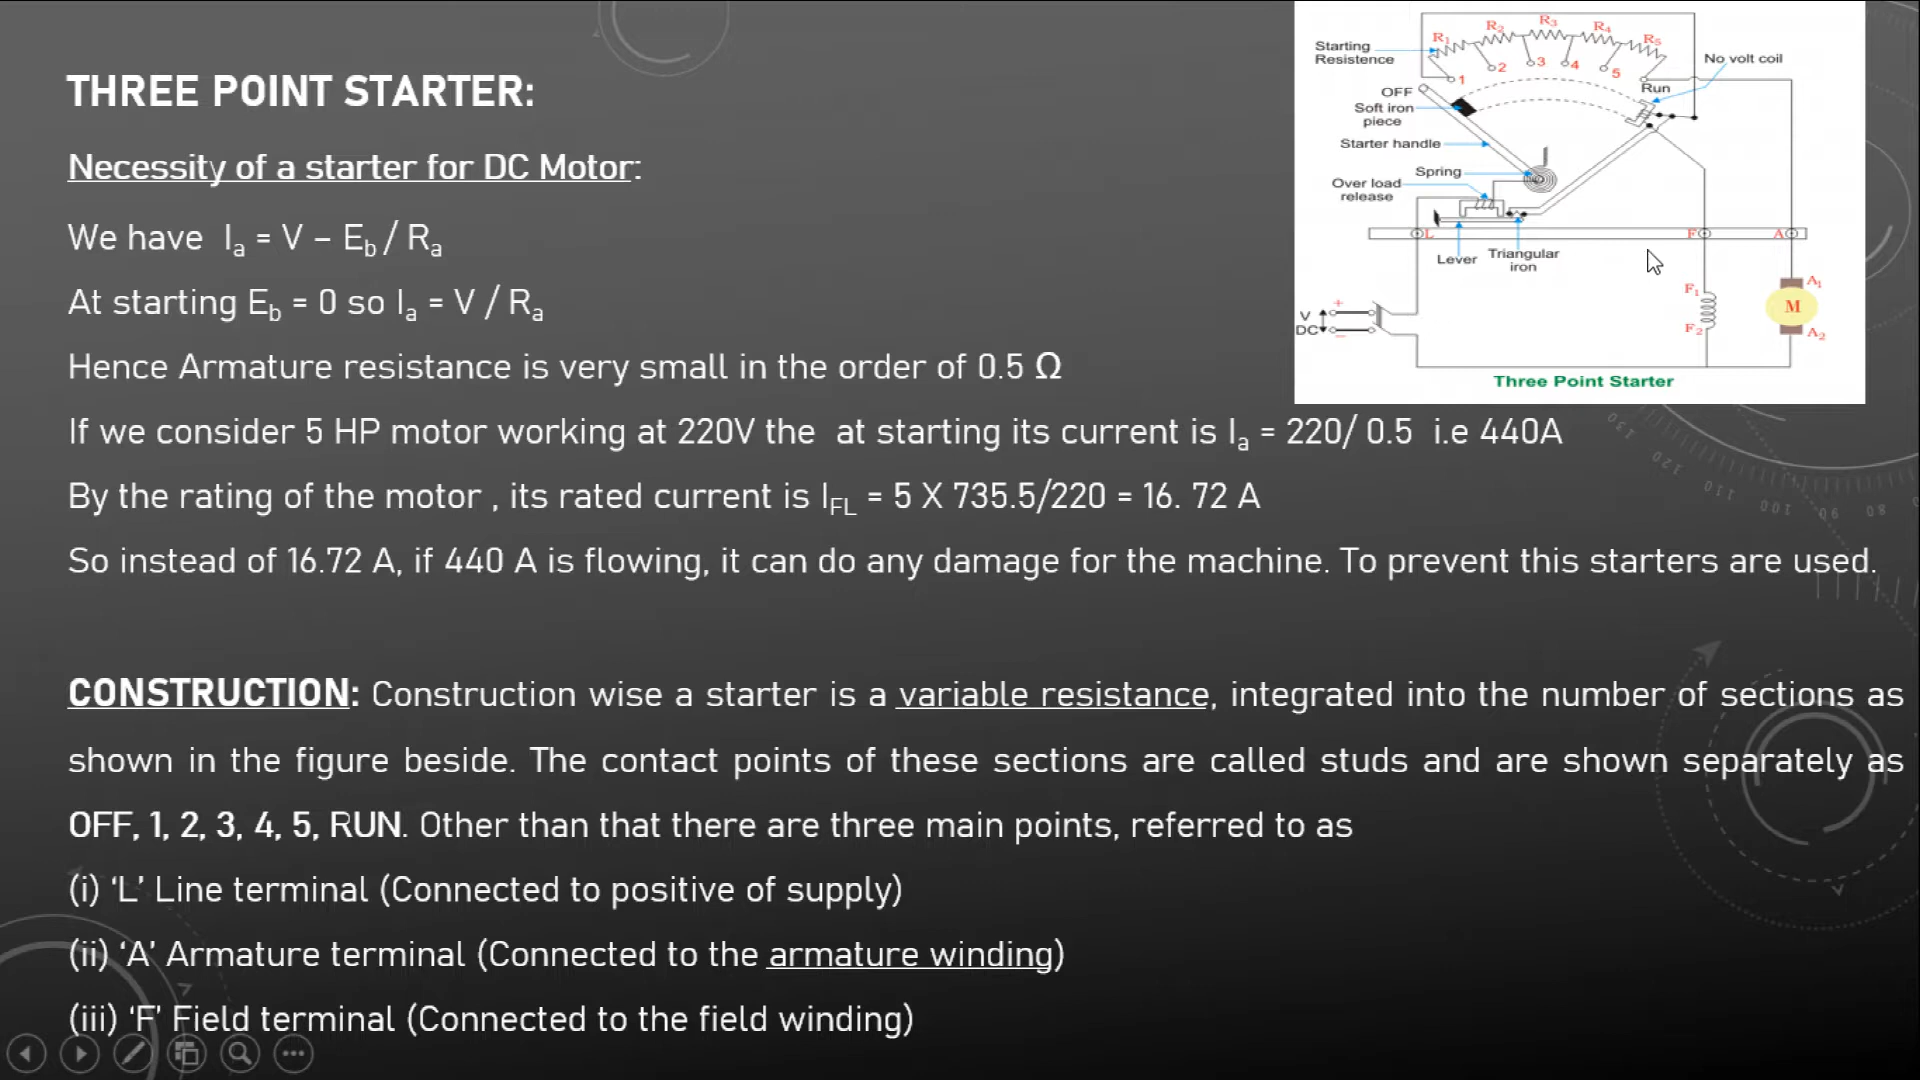 THREE POINT STARTER:
Necessity of a starter for DC Motor:
We have Ia = V – Eb / Ra
At starting Eb = 0 so Ia = V / Ra
Hence Armature resistance is very small in the order of 0.5 Ω
If we consider 5 HP motor working at 220V the at starting its current is Ia = 220/ 0.5 i.e 440A
By the rating of the motor , its rated current is IFL = 5 X 735.5/220 = 16. 72 A
So instead of 16.72 A, if 440 A is flowing, it can do any damage for the machine. To prevent this starters are used.
CONSTRUCTION: Construction wise a starter is a variable resistance, integrated into the number of sections as
shown in the figure beside. The contact points of these sections are called studs and are shown separately as
OFF, 1, 2, 3, 4, 5, RUN. Other than that there are three main points, referred to as
(i) ‘L’ Line terminal (Connected to positive of supply)
(ii) ‘A’ Armature terminal (Connected to the armature winding)
(iii) ‘F’ Field terminal (Connected to the field winding)
R1 R2 R3 R4 R5
Starting
Resistence
1 2 3 4 5
No volt coil
Run
OFF
Soft iron
piece
Starter handle
Spring
Over load
release
L F A
Lever
Triangular
iron
+
V
DC
–
F1
F2
A1
M
A2
Three Point Starter
130
120
110
100
90
80